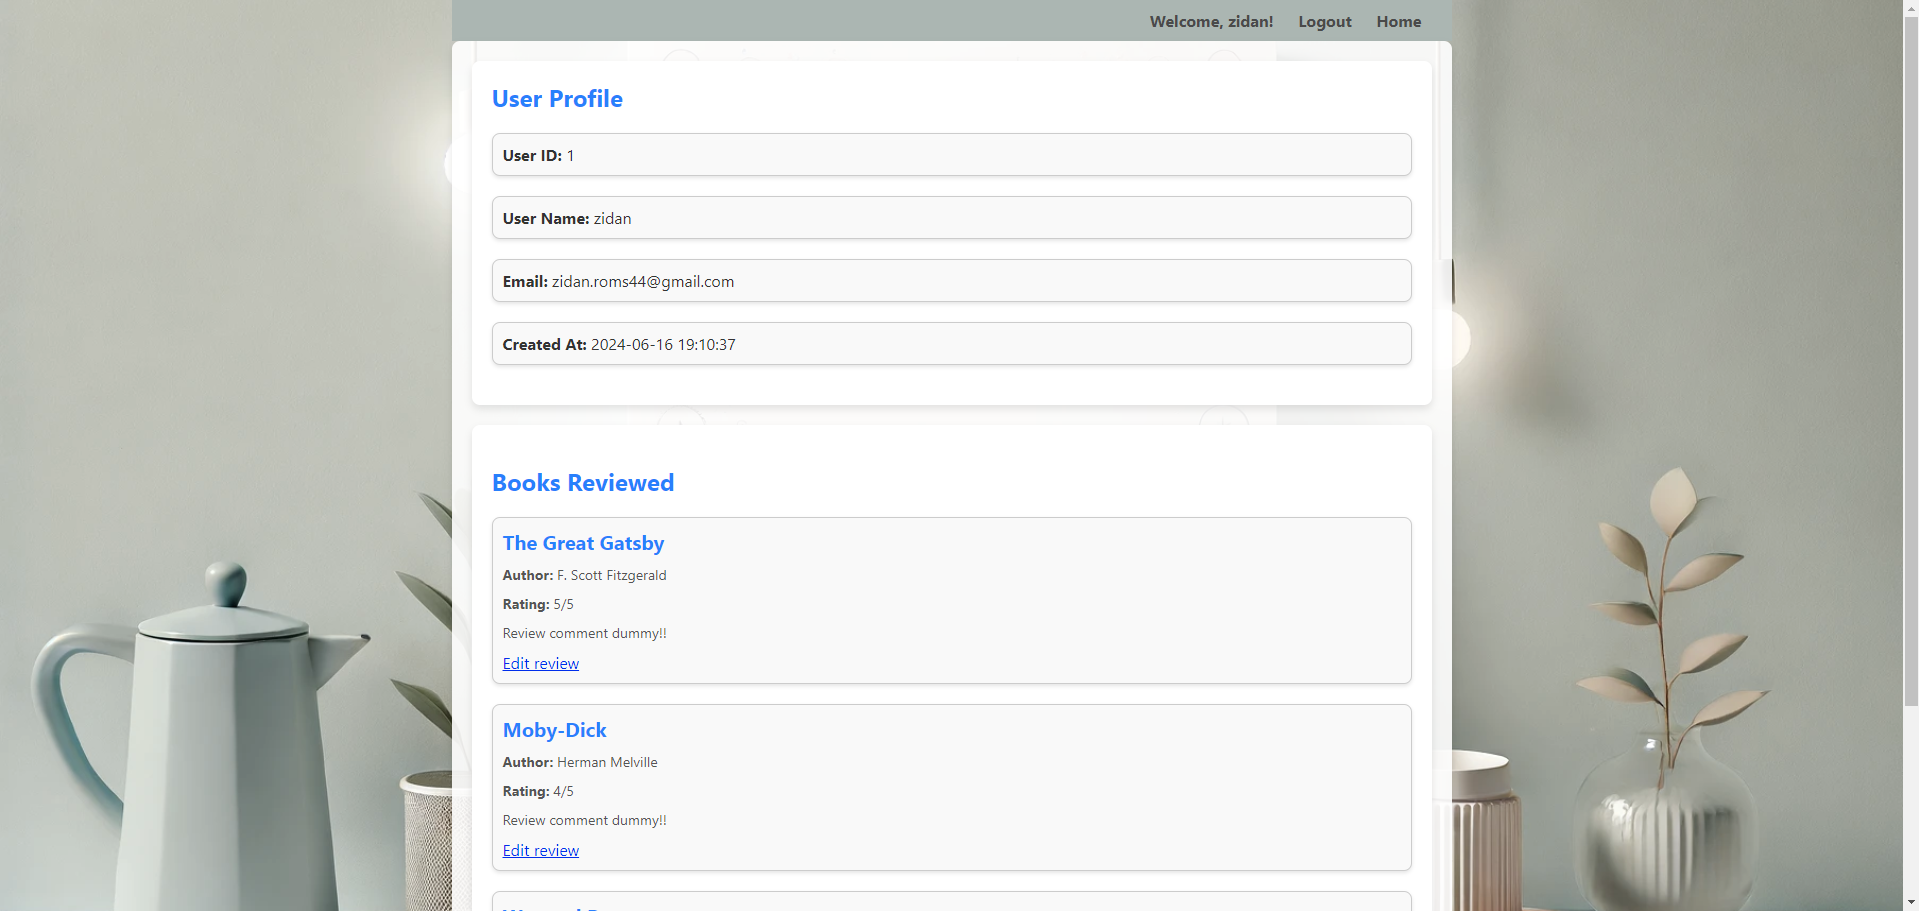 Welcome, zidan! Logout Home
User Profile
User ID: 1
User Name: zidan
Email: zidan.roms44@gmail.com
Created At: 2024-06-16 19:10:37
Books Reviewed
The Great Gatsby
Author: F. Scott Fitzgerald
Rating: 5/5
Review comment dummy!!
Edit review
Moby-Dick
Author: Herman Melville
Rating: 4/5
Review comment dummy!!
Edit review